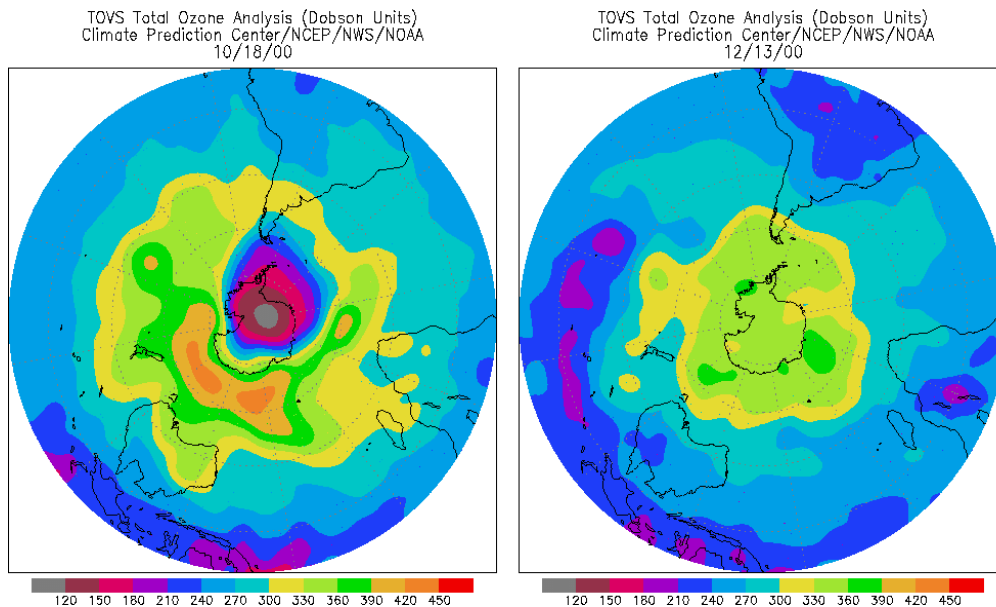 TOVS Total Ozone Analysis (Dobson Units)
Climate Prediction Center/NCEP/NWS/NOAA
10/18/00
120 150 180 210 240 270 300 330 360 390 420 450
TOVS Total Ozone Analysis (Dobson Units)
Climate Prediction Center/NCEP/NWS/NOAA
12/13/00
120 150 180 210 240 270 300 330 360 390 420 450